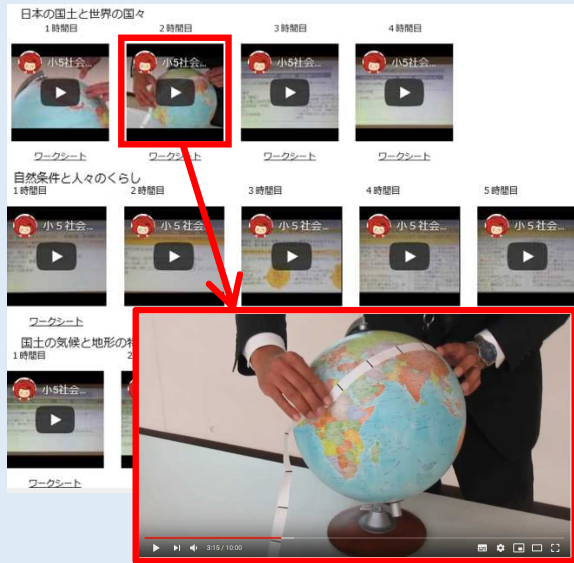 日本の国土と世界の国々
1時間目 2時間目 3時間目 4時間目
小5社会... 小5社会... 小5社会... 小5社会...
ワークシート ワークシート ワークシート ワークシート
自然条件と人々のくらし
1時間目 2時間目 3時間目 4時間目 5時間目
小5社会... 小5社会... 小5社会... 小5社会... 小5社会...
ワークシート
国土の気候と地形の
1時間目 2
小5社会...
ワークシート
3:15 / 10:00